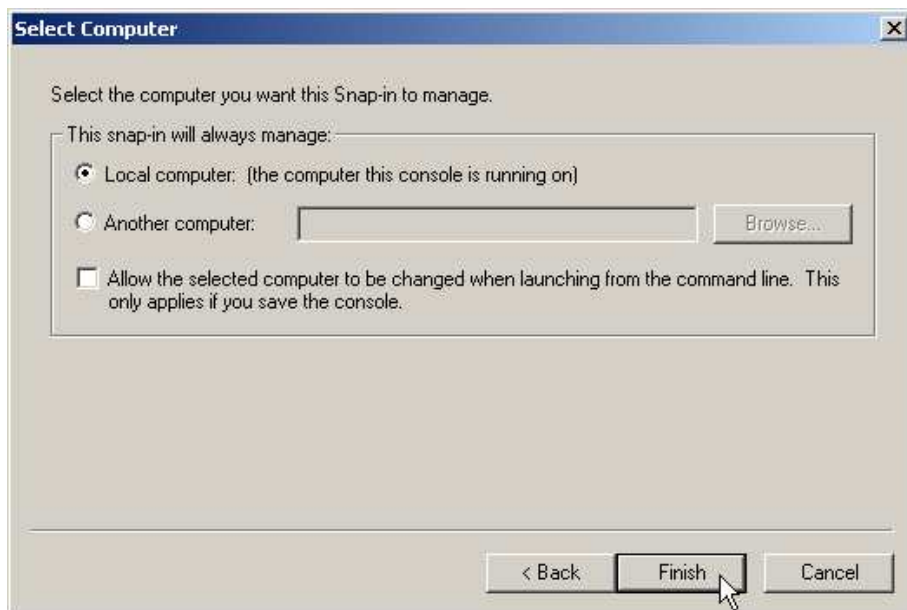 Select Computer
Select the computer you want this Snap-in to manage.
This snap-in will always manage:
Local computer: (the computer this console is running on)
Another computer:
Browse...
Allow the selected computer to be changed when launching from the command line. This
only applies if you save the console.
< Back
Finish
Cancel